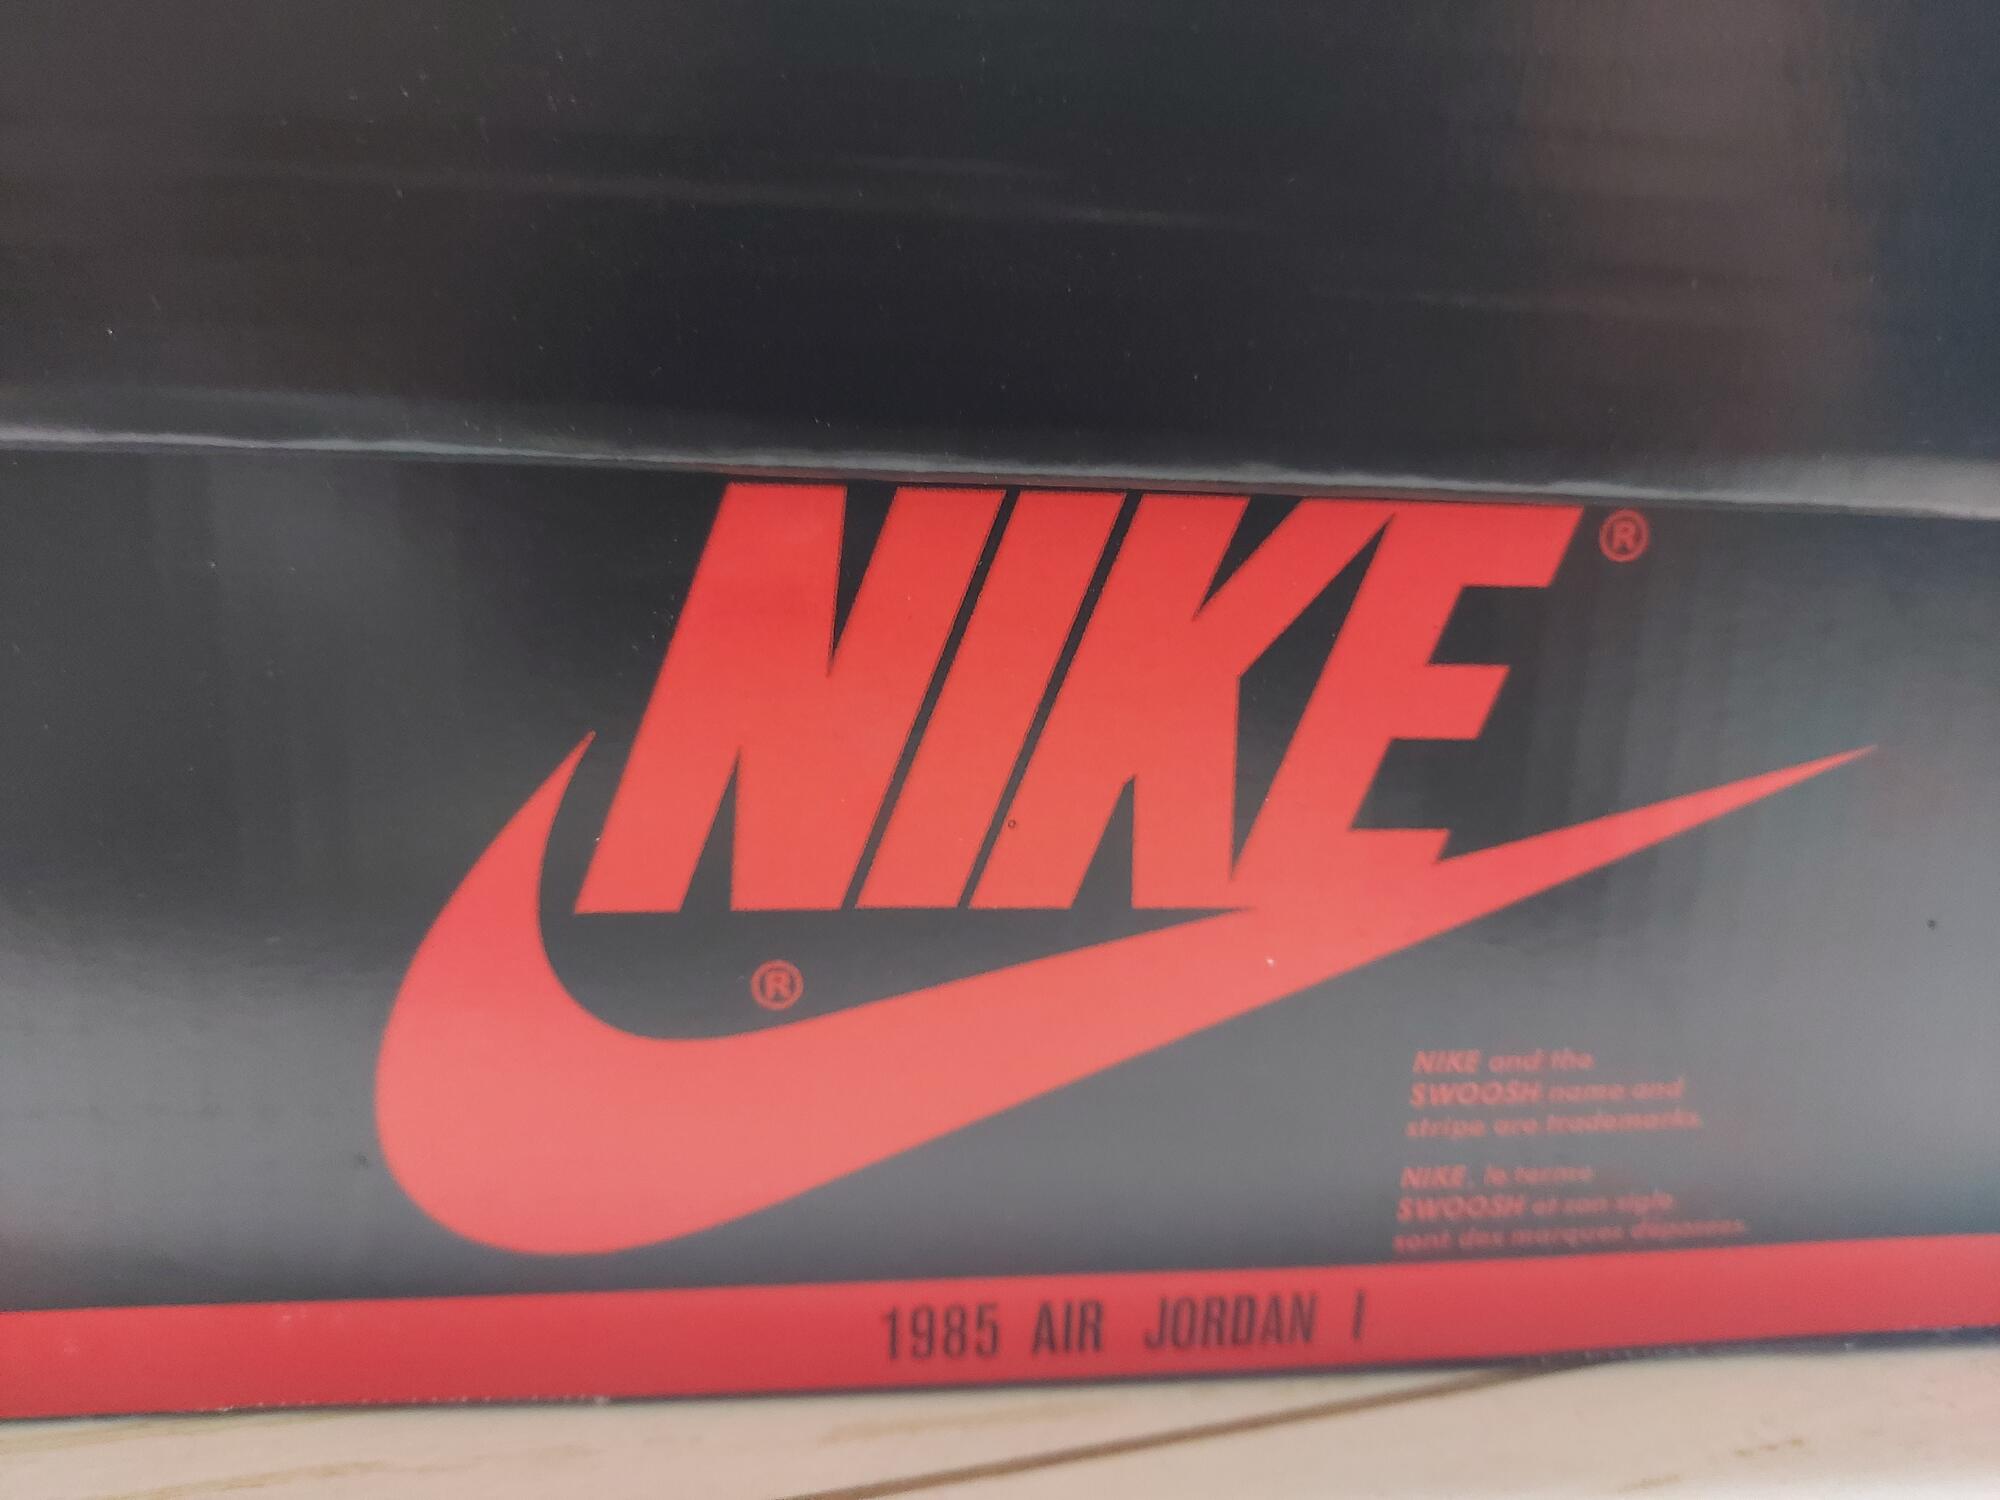 NIKE ®
®
NIKE and the
SWOOSH name and
stripe are trademarks.
NIKE, le terme
SWOOSH et son sigle
sont des marques déposées.
1985 AIR JORDAN I